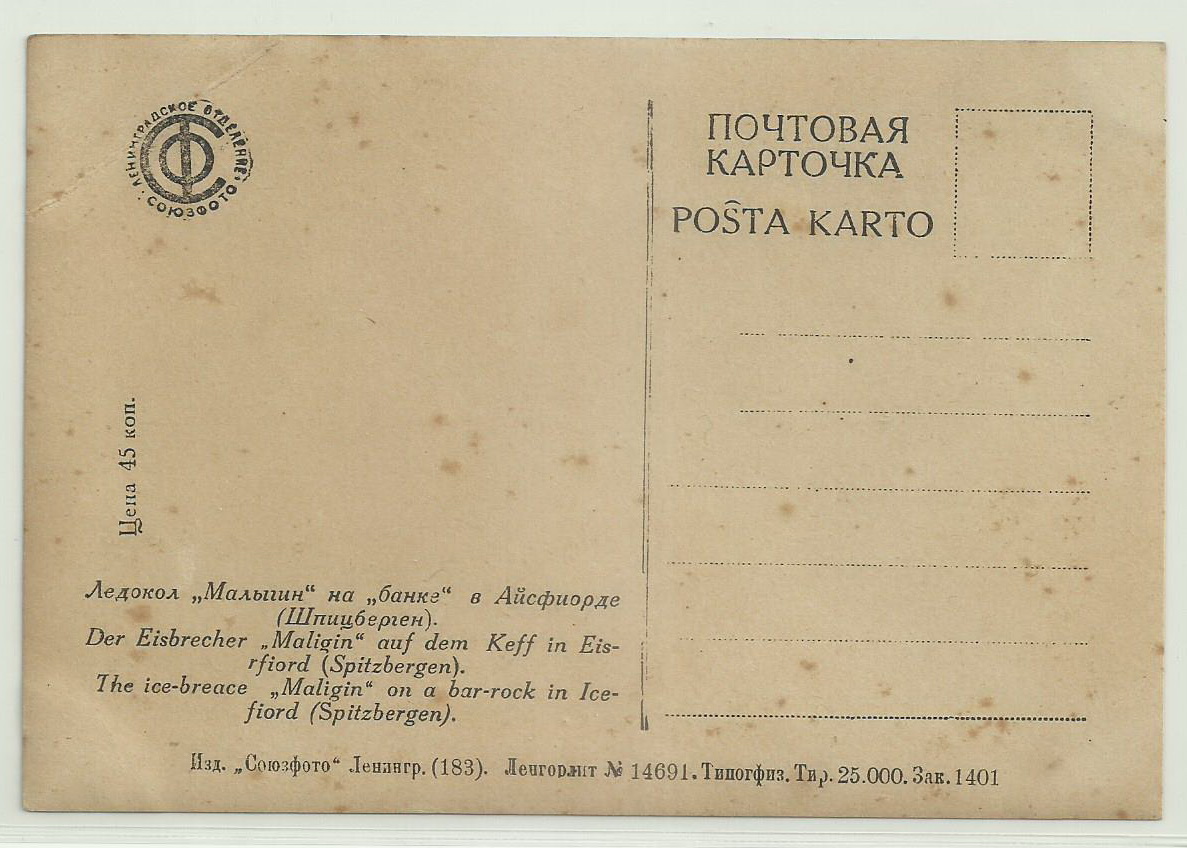 ЛЕНИНГРАДСКОЕ ОТДЕЛЕНИЕ
СОЮЗФОТО
ПОЧТОВАЯ
КАРТОЧКА
POŜTA KARTO
Цена 45 коп.
Ледокол „Малыгин“ на „банке“ в Айсфиорде
(Шпицберген).
Der Eisbrecher „Maligin“ auf dem Keff in Eis-
rfiord (Spitzbergen).
The ice-breace „Maligin“ on a bar-rock in Ice-
fiord (Spitzbergen).
Изд. „Союзфото“ Ленингр. (183). Ленгорлит № 14691. Типогфиз. Тир. 25.000. Зак. 1401